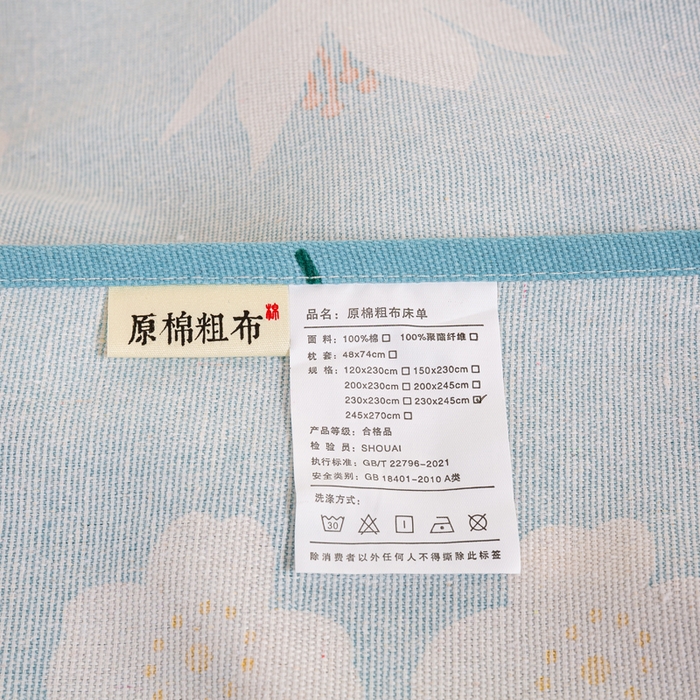 原棉粗布 棉
品名：原棉粗布床单
面 料：100%棉 100%聚酯纤维
枕 套：48x74cm
规 格：120x230cm 150x230cm
200x230cm 200x245cm
230x230cm 230x245cm
245x270cm
产品等级：合格品
检 验 员：SHOUAI
执行标准：GB/T 22796-2021
安全类别：GB 18401-2010 A类
洗涤方式：
30
除消费者以外任何人不得撕除此标签